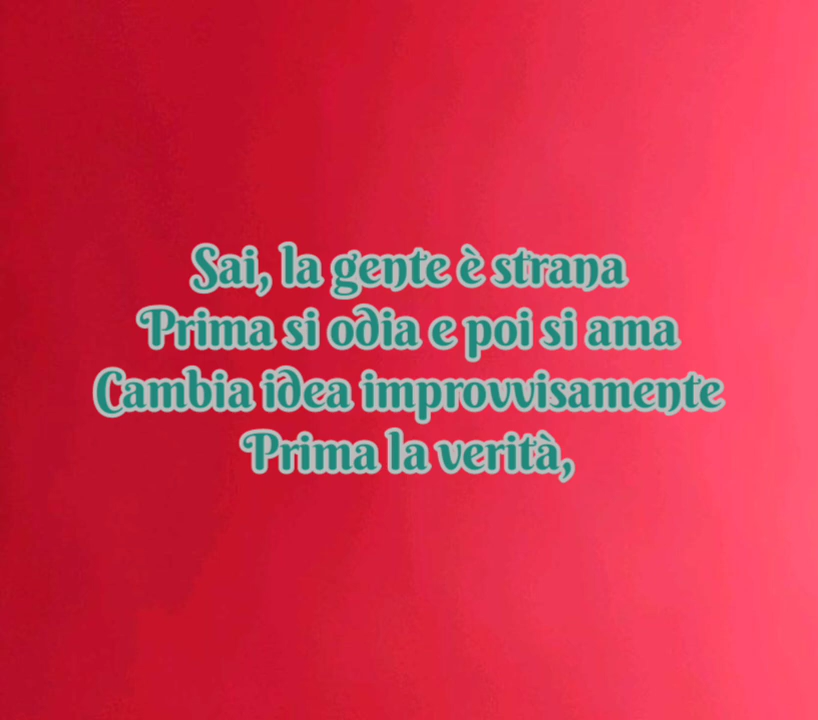 Sai, la gente è strana
Prima si odia e poi si ama
Cambia idea improvvisamente
Prima la verità,